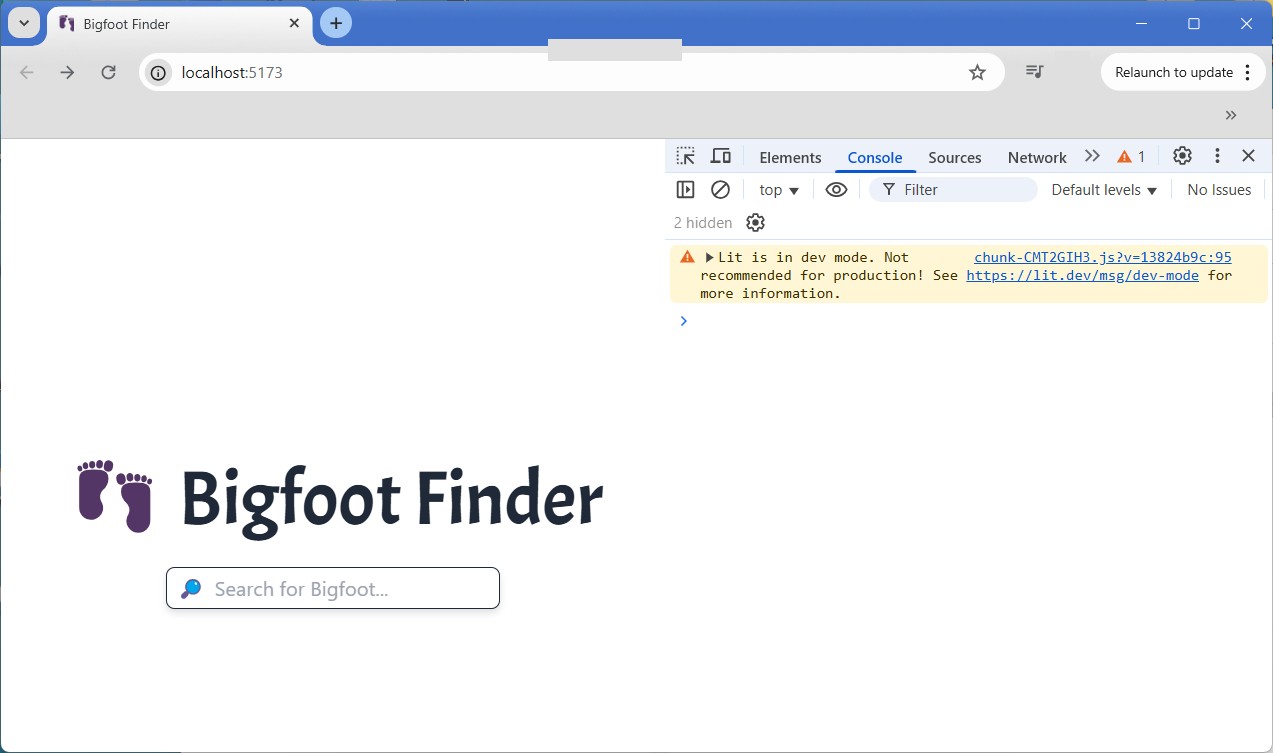 Bigfoot Finder
localhost:5173
Relaunch to update
Elements Console Sources Network 1
top Filter Default levels No Issues
2 hidden
Lit is in dev mode. Not chunk-CMT2GIH3.js?v=13824b9c:95
recommended for production! See https://lit.dev/msg/dev-mode for
more information.
Bigfoot Finder
Search for Bigfoot...